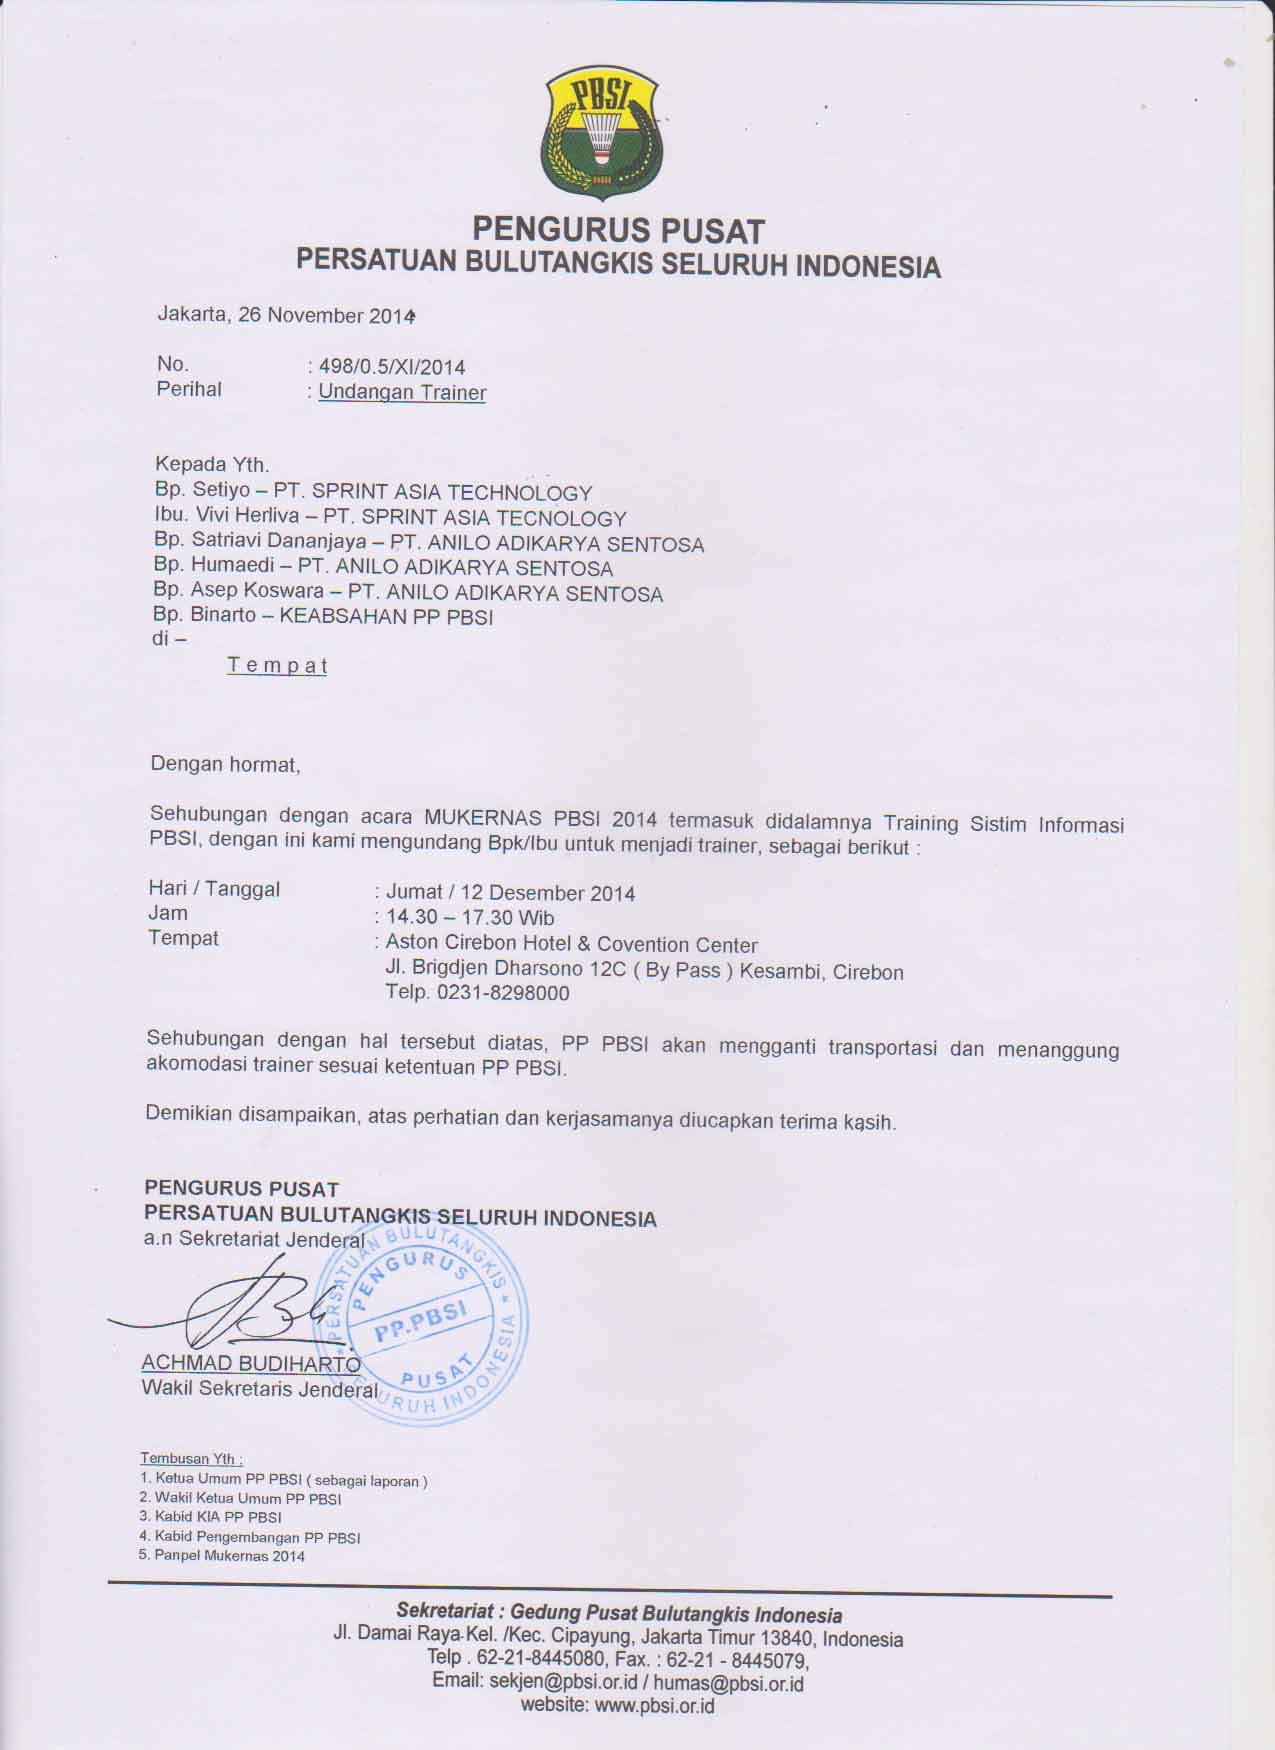 PBSI
PENGURUS PUSAT
PERSATUAN BULUTANGKIS SELURUH INDONESIA
Jakarta, 26 November 2014
No. : 498/0.5/XI/2014
Perihal : Undangan Trainer
Kepada Yth.
Bp. Setiyo – PT. SPRINT ASIA TECHNOLOGY
Ibu. Vivi Herliva – PT. SPRINT ASIA TECNOLOGY
Bp. Satriavi Dananjaya – PT. ANILO ADIKARYA SENTOSA
Bp. Humaedi – PT. ANILO ADIKARYA SENTOSA
Bp. Asep Koswara – PT. ANILO ADIKARYA SENTOSA
Bp. Binarto – KEABSAHAN PP PBSI
di –
T e m p a t
Dengan hormat,
Sehubungan dengan acara MUKERNAS PBSI 2014 termasuk didalamnya Training Sistim Informasi
PBSI, dengan ini kami mengundang Bpk/Ibu untuk menjadi trainer, sebagai berikut :
Hari / Tanggal : Jumat / 12 Desember 2014
Jam : 14.30 – 17.30 Wib
Tempat : Aston Cirebon Hotel & Covention Center
Jl. Brigdjen Dharsono 12C ( By Pass ) Kesambi, Cirebon
Telp. 0231-8298000
Sehubungan dengan hal tersebut diatas, PP PBSI akan mengganti transportasi dan menanggung
akomodasi trainer sesuai ketentuan PP PBSI.
Demikian disampaikan, atas perhatian dan kerjasamanya diucapkan terima kasih.
PENGURUS PUSAT
PERSATUAN BULUTANGKIS SELURUH INDONESIA
a.n Sekretariat Jenderal
PERSATUAN BULUTANGKIS * SELURUH INDONESIA *
PENGURUS
PP.PBSI
PUSAT
ACHMAD BUDIHARTO
Wakil Sekretaris Jenderal
Tembusan Yth :
1. Ketua Umum PP PBSI ( sebagai laporan )
2. Wakil Ketua Umum PP PBSI
3. Kabid KIA PP PBSI
4. Kabid Pengembangan PP PBSI
5. Panpel Mukernas 2014
Sekretariat : Gedung Pusat Bulutangkis Indonesia
Jl. Damai Raya Kel. /Kec. Cipayung, Jakarta Timur 13840, Indonesia
Telp . 62-21-8445080, Fax. : 62-21 - 8445079,
Email: sekjen@pbsi.or.id / humas@pbsi.or.id
website: www.pbsi.or.id